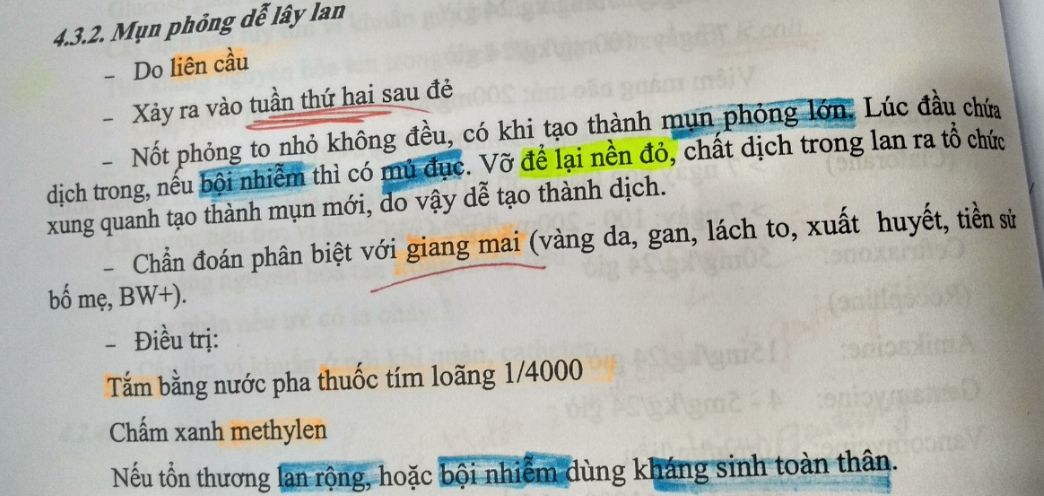 4.3.2. Mụn phỏng dễ lây lan
- Do liên cầu
- Xảy ra vào tuần thứ hai sau đẻ
- Nốt phỏng to nhỏ không đều, có khi tạo thành mụn phỏng lớn. Lúc đầu chứa
dịch trong, nếu bội nhiễm thì có mủ đục. Vỡ để lại nền đỏ, chất dịch trong lan ra tổ chức
xung quanh tạo thành mụn mới, do vậy dễ tạo thành dịch.
- Chẩn đoán phân biệt với giang mai (vàng da, gan, lách to, xuất huyết, tiền sử
bố mẹ, BW+).
- Điều trị:
Tắm bằng nước pha thuốc tím loãng 1/4000
Chấm xanh methylen
Nếu tổn thương lan rộng, hoặc bội nhiễm dùng kháng sinh toàn thân.